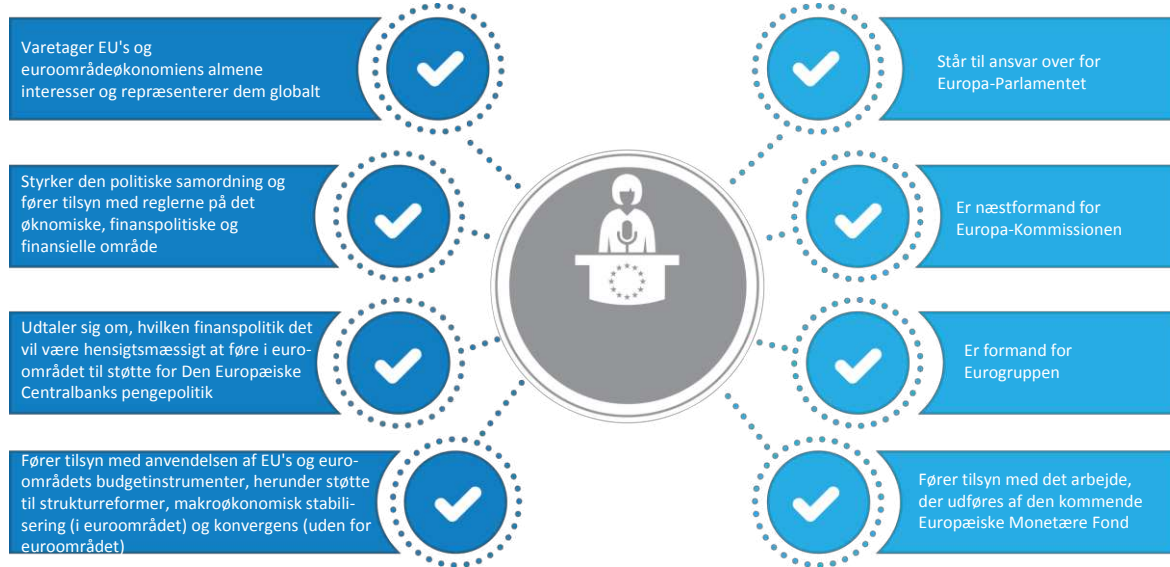 Varetager EU's og
euroområdeøkonomiens almene
interesser og repræsenterer dem globalt
Styrker den politiske samordning og
fører tilsyn med reglerne på det
øknomiske, finanspolitiske og
finansielle område
Udtaler sig om, hvilken finanspolitik det
vil være hensigtsmæssigt at føre i euro-
området til støtte for Den Europæiske
Centralbanks pengepolitik
Fører tilsyn med anvendelsen af EU's og euro-
områdets budgetinstrumenter, herunder støtte
til strukturreformer, makroøkonomisk stabili-
sering (i euroområdet) og konvergens (uden for
euroområdet)
Står til ansvar over for
Europa-Parlamentet
Er næstformand for
Europa-Kommissionen
Er formand for
Eurogruppen
Fører tilsyn med det arbejde,
der udføres af den kommende
Europæiske Monetære Fond